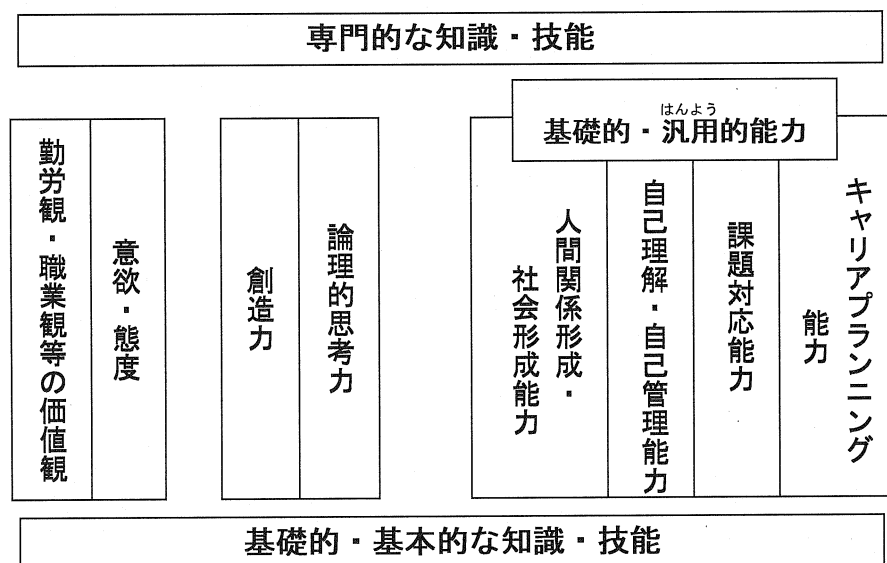 専門的な知識・技能
はんよう
基礎的・汎用的能力
キャリアプランニング
能力
課題対応能力
自己理解・自己管理能力
人間関係形成・
社会形成能力
論理的思考力
創造力
意欲・態度
勤労観・職業観等の価値観
基礎的・基本的な知識・技能